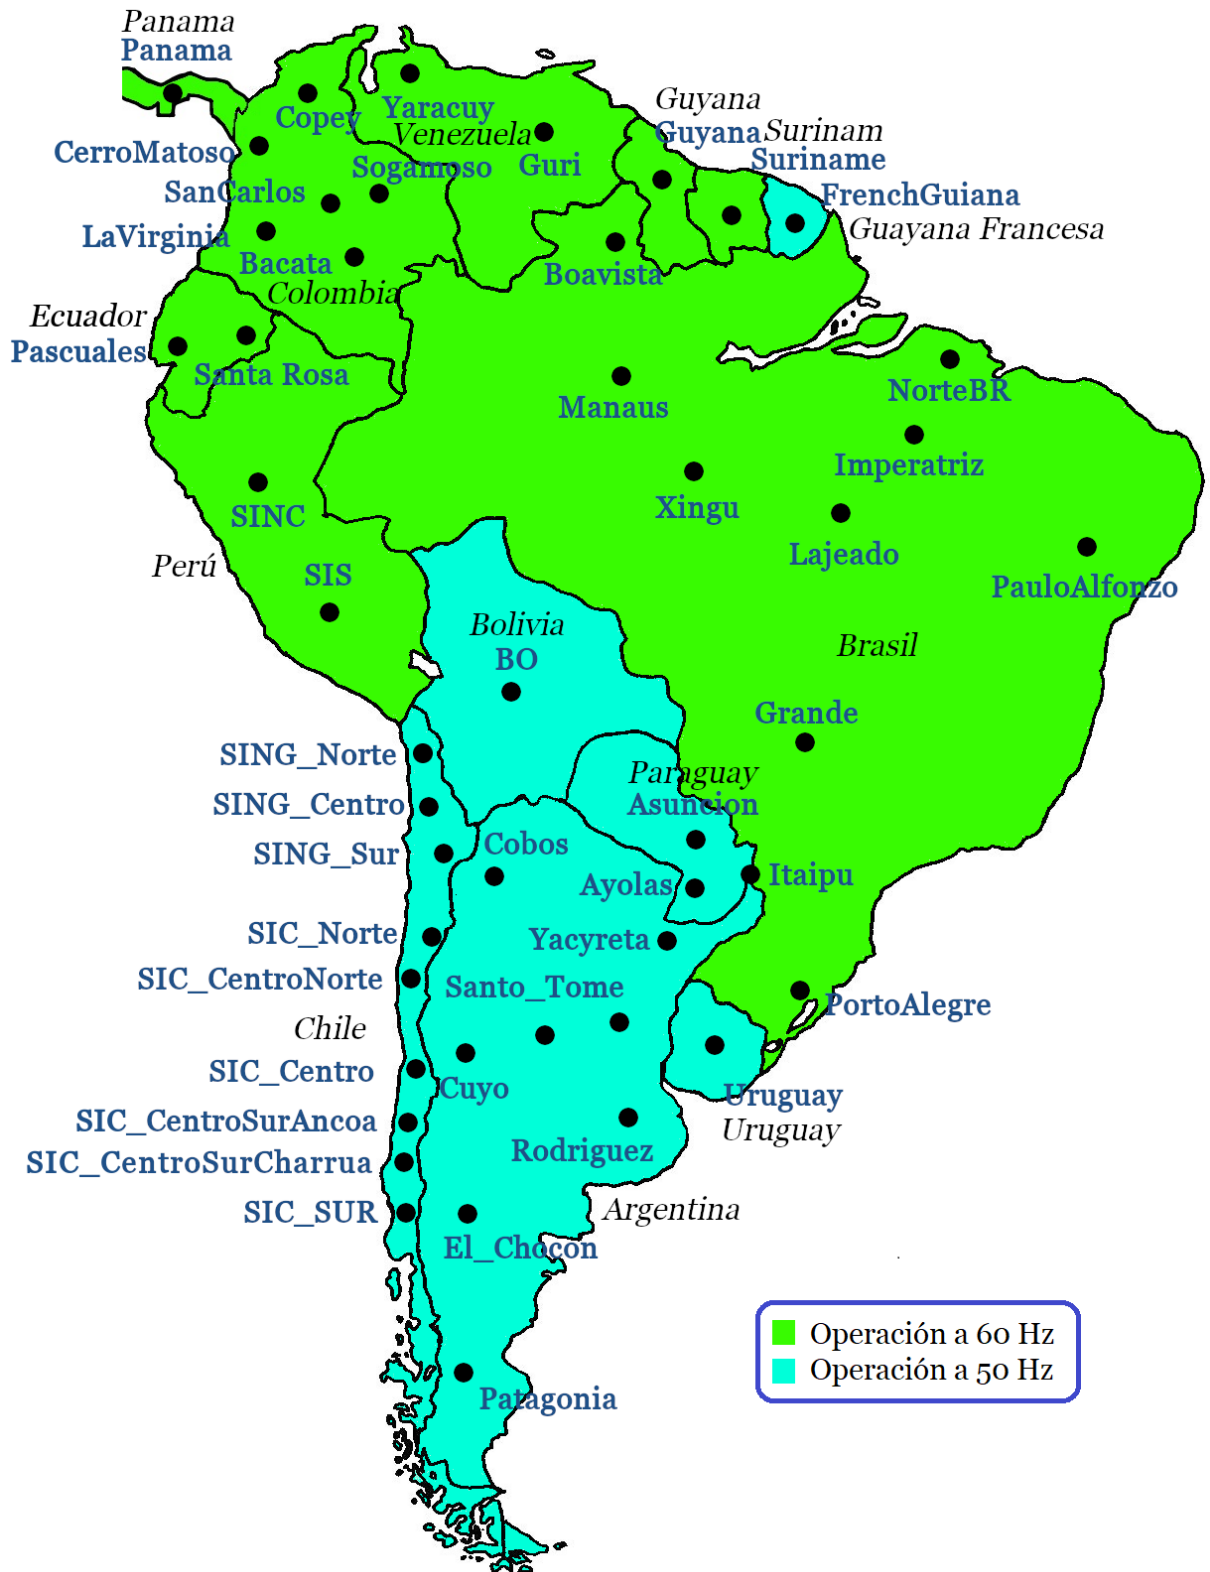 Panama
Panama
Copey
Yaracuy
Venezuela
Guyana
Guyana
Surinam
Suriname
CerroMatoso
Sogamoso
Guri
SanCarlos
FrenchGuiana
Guayana Francesa
LaVirginia
Bacata
Colombia
Boavista
Ecuador
Pascuales
Santa Rosa
Manaus
NorteBR
Imperatriz
SINC
Xingu
Lajeado
Perú
SIS
PauloAlfonzo
Bolivia
BO
Brasil
Grande
SING_Norte
Paraguay
Asuncion
SING_Centro
SING_Sur
Cobos
Ayolas
Itaipu
SIC_Norte
Yacyreta
SIC_CentroNorte
Santo_Tome
PortoAlegre
Chile
SIC_Centro
Cuyo
Uruguay
Uruguay
SIC_CentroSurAncoa
Rodriguez
SIC_CentroSurCharrua
SIC_SUR
Argentina
El_Chocon
Operación a 60 Hz
Operación a 50 Hz
Patagonia